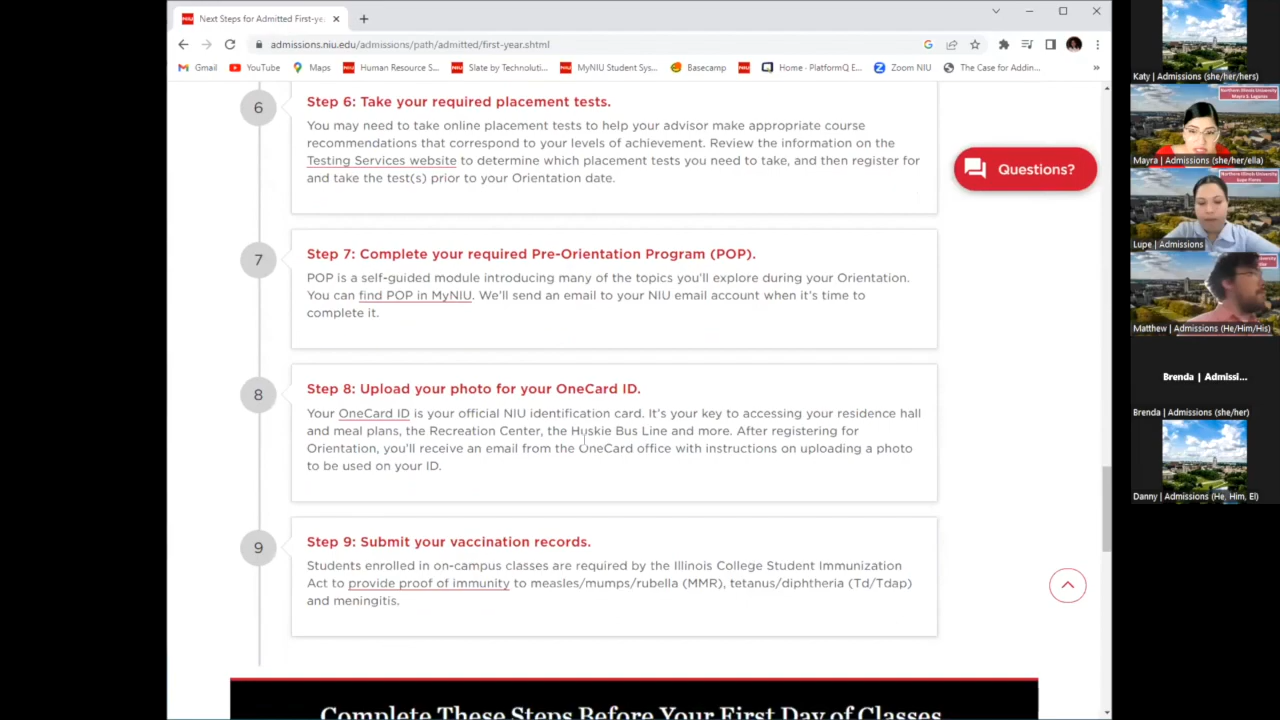 NIU Next Steps for Admitted First-ye
admissions.niu.edu/admissions/path/admitted/first-year.shtml
Gmail YouTube Maps NIU Human Resource S... NIU Slate by Technoluti... NIU MyNIU Student Sys... Basecamp NIU Home - PlatformQ E... Zoom NIU The Case for Addin... »
6
Step 6: Take your required placement tests.
You may need to take online placement tests to help your advisor make appropriate course
recommendations that correspond to your levels of achievement. Review the information on the
Testing Services website to determine which placement tests you need to take, and then register for
and take the test(s) prior to your Orientation date.
Questions?
7
Step 7: Complete your required Pre-Orientation Program (POP).
POP is a self-guided module introducing many of the topics you'll explore during your Orientation.
You can find POP in MyNIU. We'll send an email to your NIU email account when it's time to
complete it.
8
Step 8: Upload your photo for your OneCard ID.
Your OneCard ID is your official NIU identification card. It's your key to accessing your residence hall
and meal plans, the Recreation Center, the Huskie Bus Line and more. After registering for
Orientation, you'll receive an email from the OneCard office with instructions on uploading a photo
to be used on your ID.
9
Step 9: Submit your vaccination records.
Students enrolled in on-campus classes are required by the Illinois College Student Immunization
Act to provide proof of immunity to measles/mumps/rubella (MMR), tetanus/diphtheria (Td/Tdap)
and meningitis.
Complete These Steps Before Your First Day of Classes
Katy | Admissions (she/her/hers)
Northern Illinois University
Mayra | Admissions (she/her/ella)
Northern Illinois University
Lupe | Admissions
Matthew | Admissions (He/Him/His)
Brenda | Admissi...
Brenda | Admissions (she/her)
Danny | Admissions (He, Him, El)